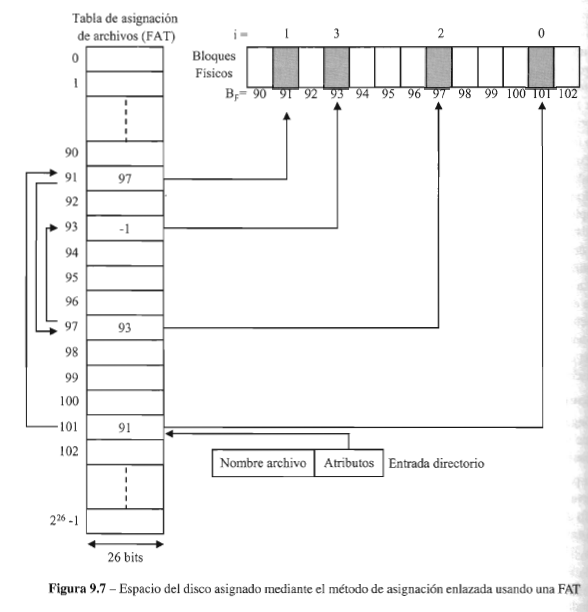 Tabla de asignación
de archivos (FAT)
i = 1 3 2 0
Bloques
Físicos
B_F= 90 91 92 93 94 95 96 97 98 99 100 101 102
0
1
90
91 97
92
93 -1
94
95
96
97 93
98
99
100
101 91
102
Nombre archivo Atributos Entrada directorio
2²⁶ -1
26 bits
Figura 9.7 – Espacio del disco asignado mediante el método de asignación enlazada usando una FAT